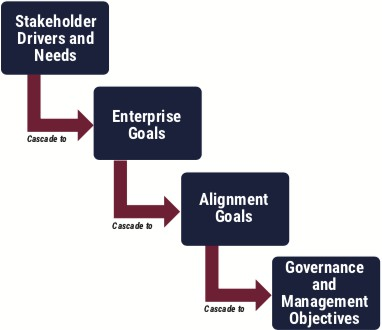 Stakeholder
Drivers and
Needs
Cascade to
Enterprise
Goals
Cascade to
Alignment
Goals
Cascade to
Governance
and
Management
Objectives